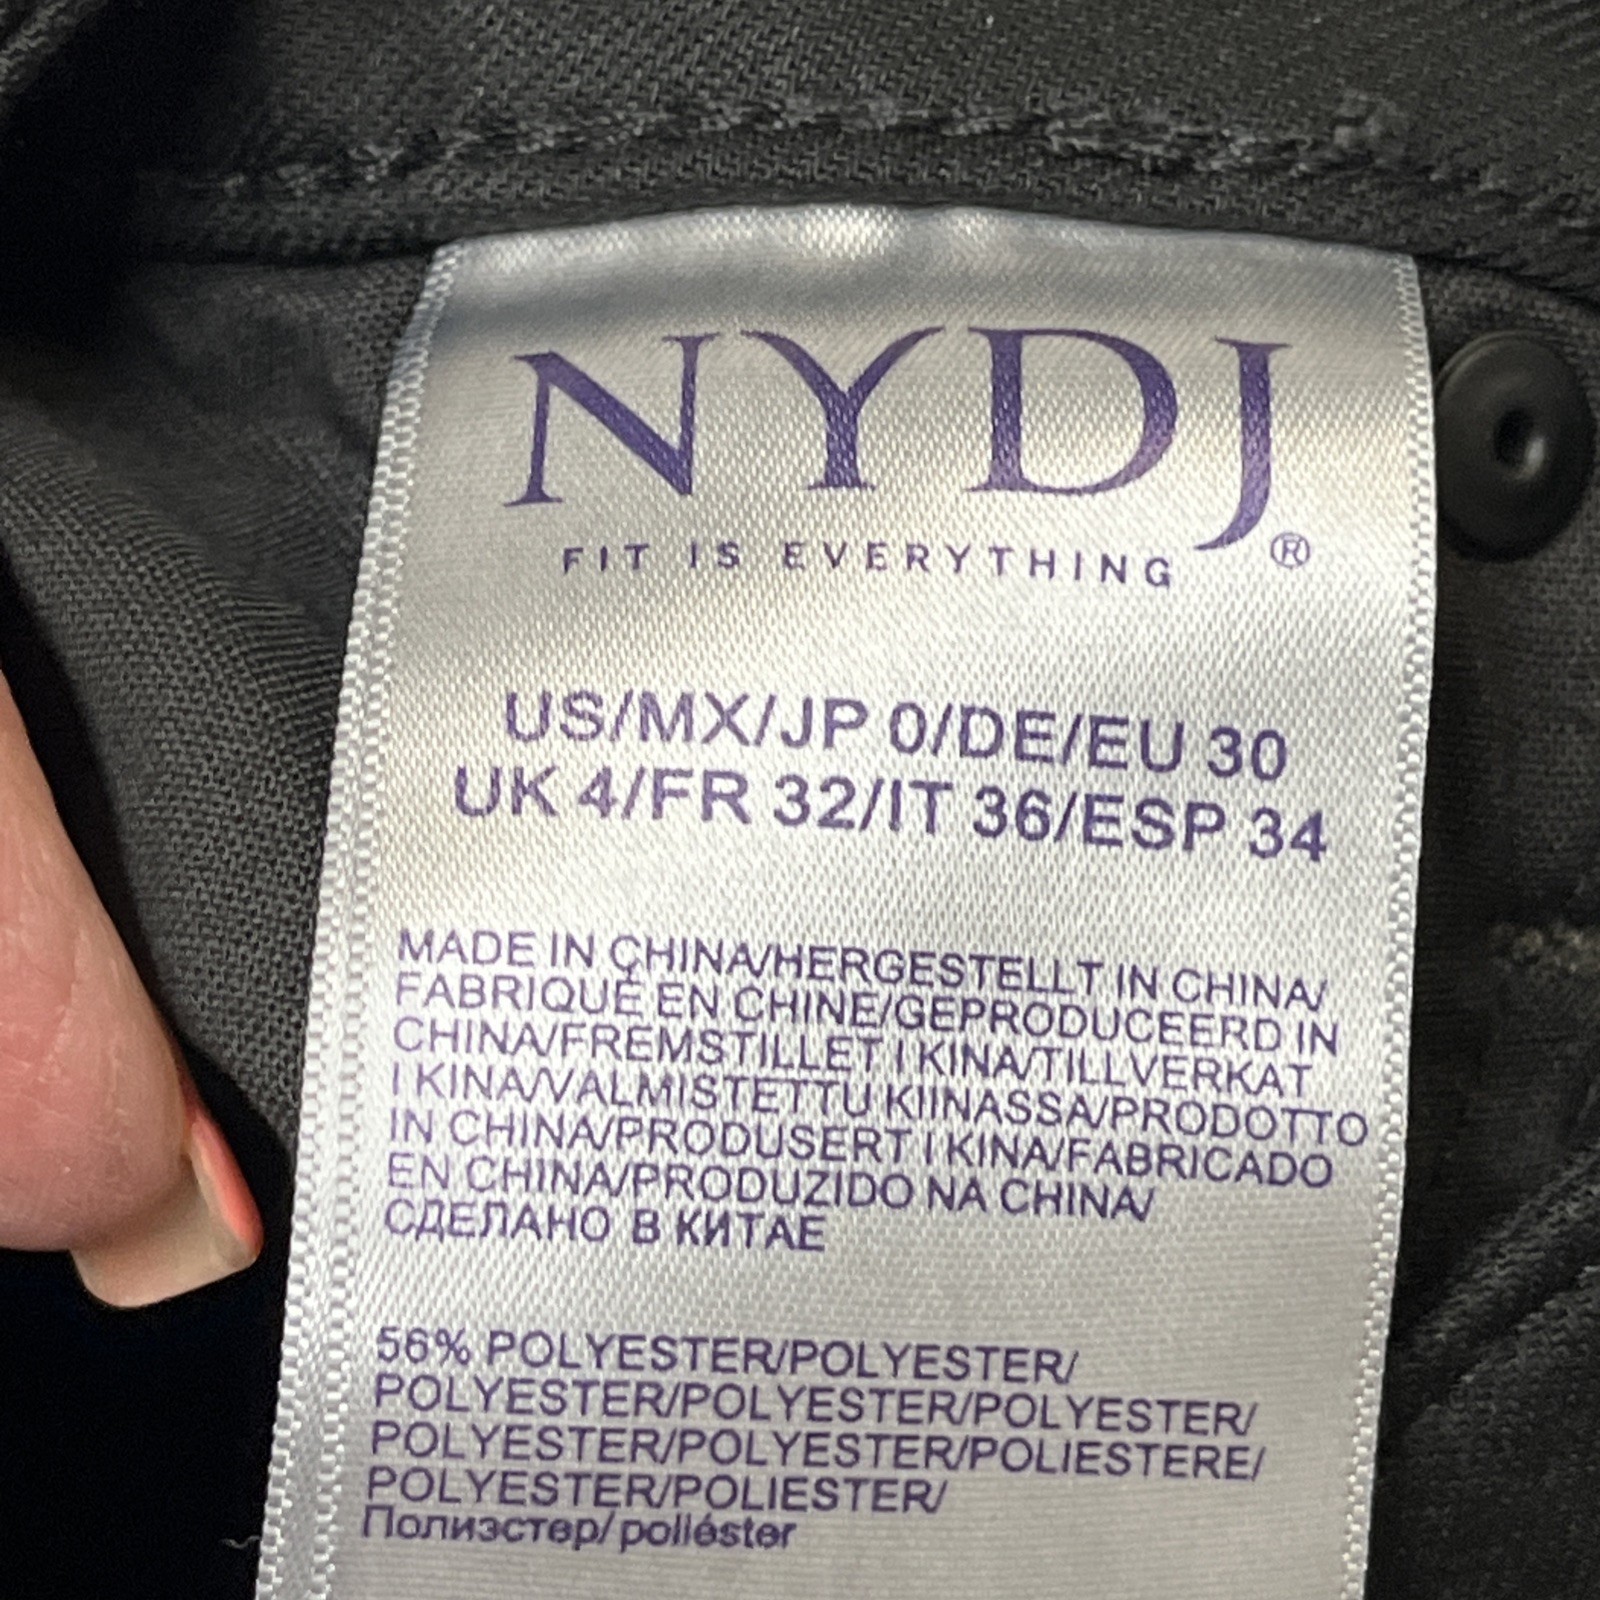 NYDJ®
FIT IS EVERYTHING
US/MX/JP 0/DE/EU 30
UK 4/FR 32/IT 36/ESP 34
MADE IN CHINA/HERGESTELLT IN CHINA/
FABRIQUÉ EN CHINE/GEPRODUCEERD IN
CHINA/FREMSTILLET I KINA/TILLVERKAT
I KINA/VALMISTETTU KIINASSA/PRODOTTO
IN CHINA/PRODUSERT I KINA/FABRICADO
EN CHINA/PRODUZIDO NA CHINA/
СДЕЛАНО В КИТАЕ
56% POLYESTER/POLYESTER/
POLYESTER/POLYESTER/POLYESTER/
POLYESTER/POLYESTER/POLIESTERE/
POLYESTER/POLIESTER/
Полиэстер/poliéster